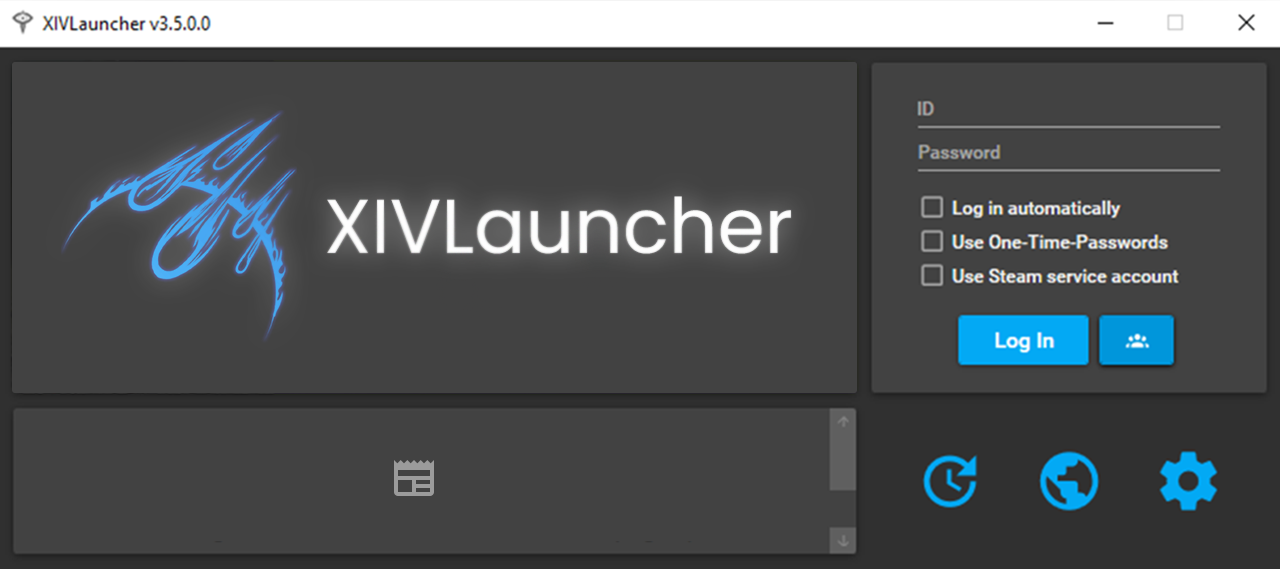 XIVLauncher v3.5.0.0
XIVLauncher
ID
Password
Log in automatically
Use One-Time-Passwords
Use Steam service account
Log In